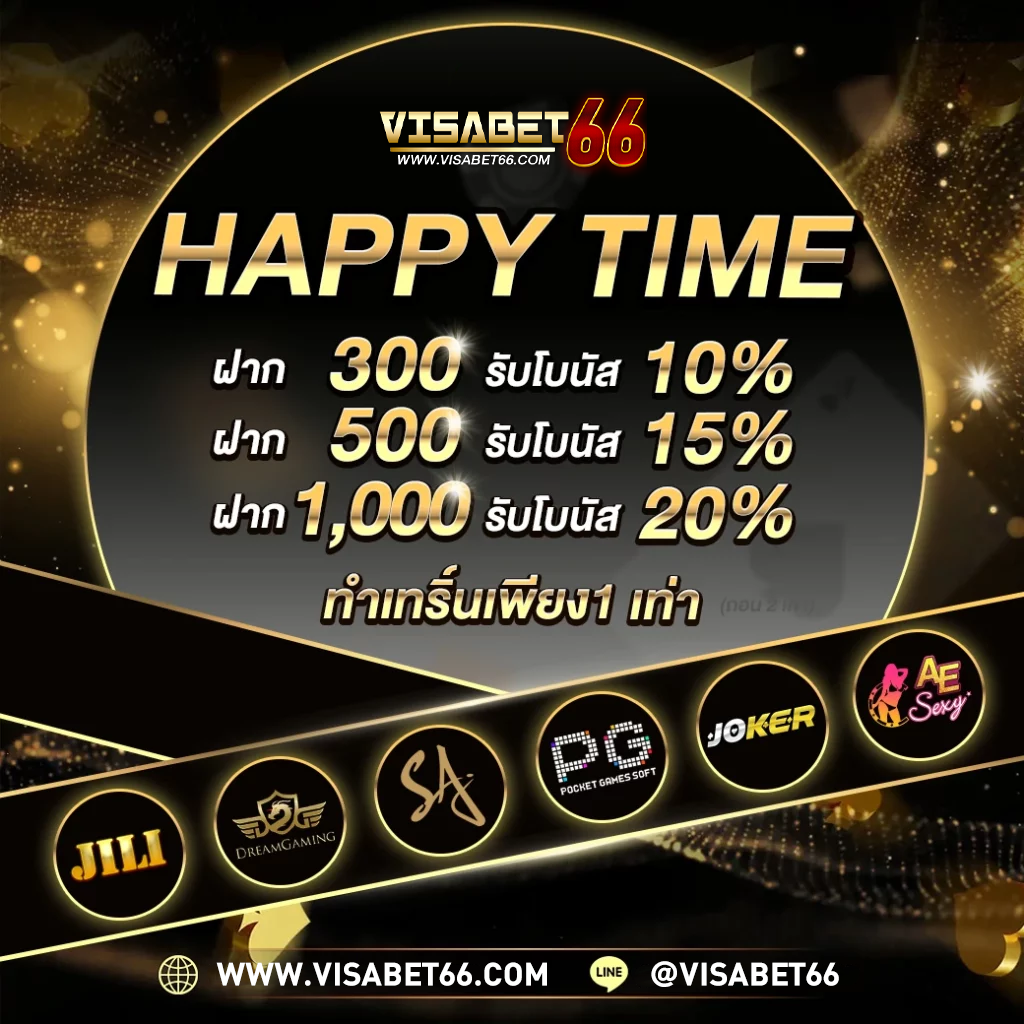 VISABET66
WWW.VISABET66.COM
HAPPY TIME
ฝาก 300 รับโบนัส 10%
ฝาก 500 รับโบนัส 15%
ฝาก 1,000 รับโบนัส 20%
ทำเทริ์นเพียง1 เท่า
AE Sexy
JOKER
PG POCKET GAMES SOFT
SA
DREAMGAMING
JILI
WWW.VISABET66.COM LINE @VISABET66